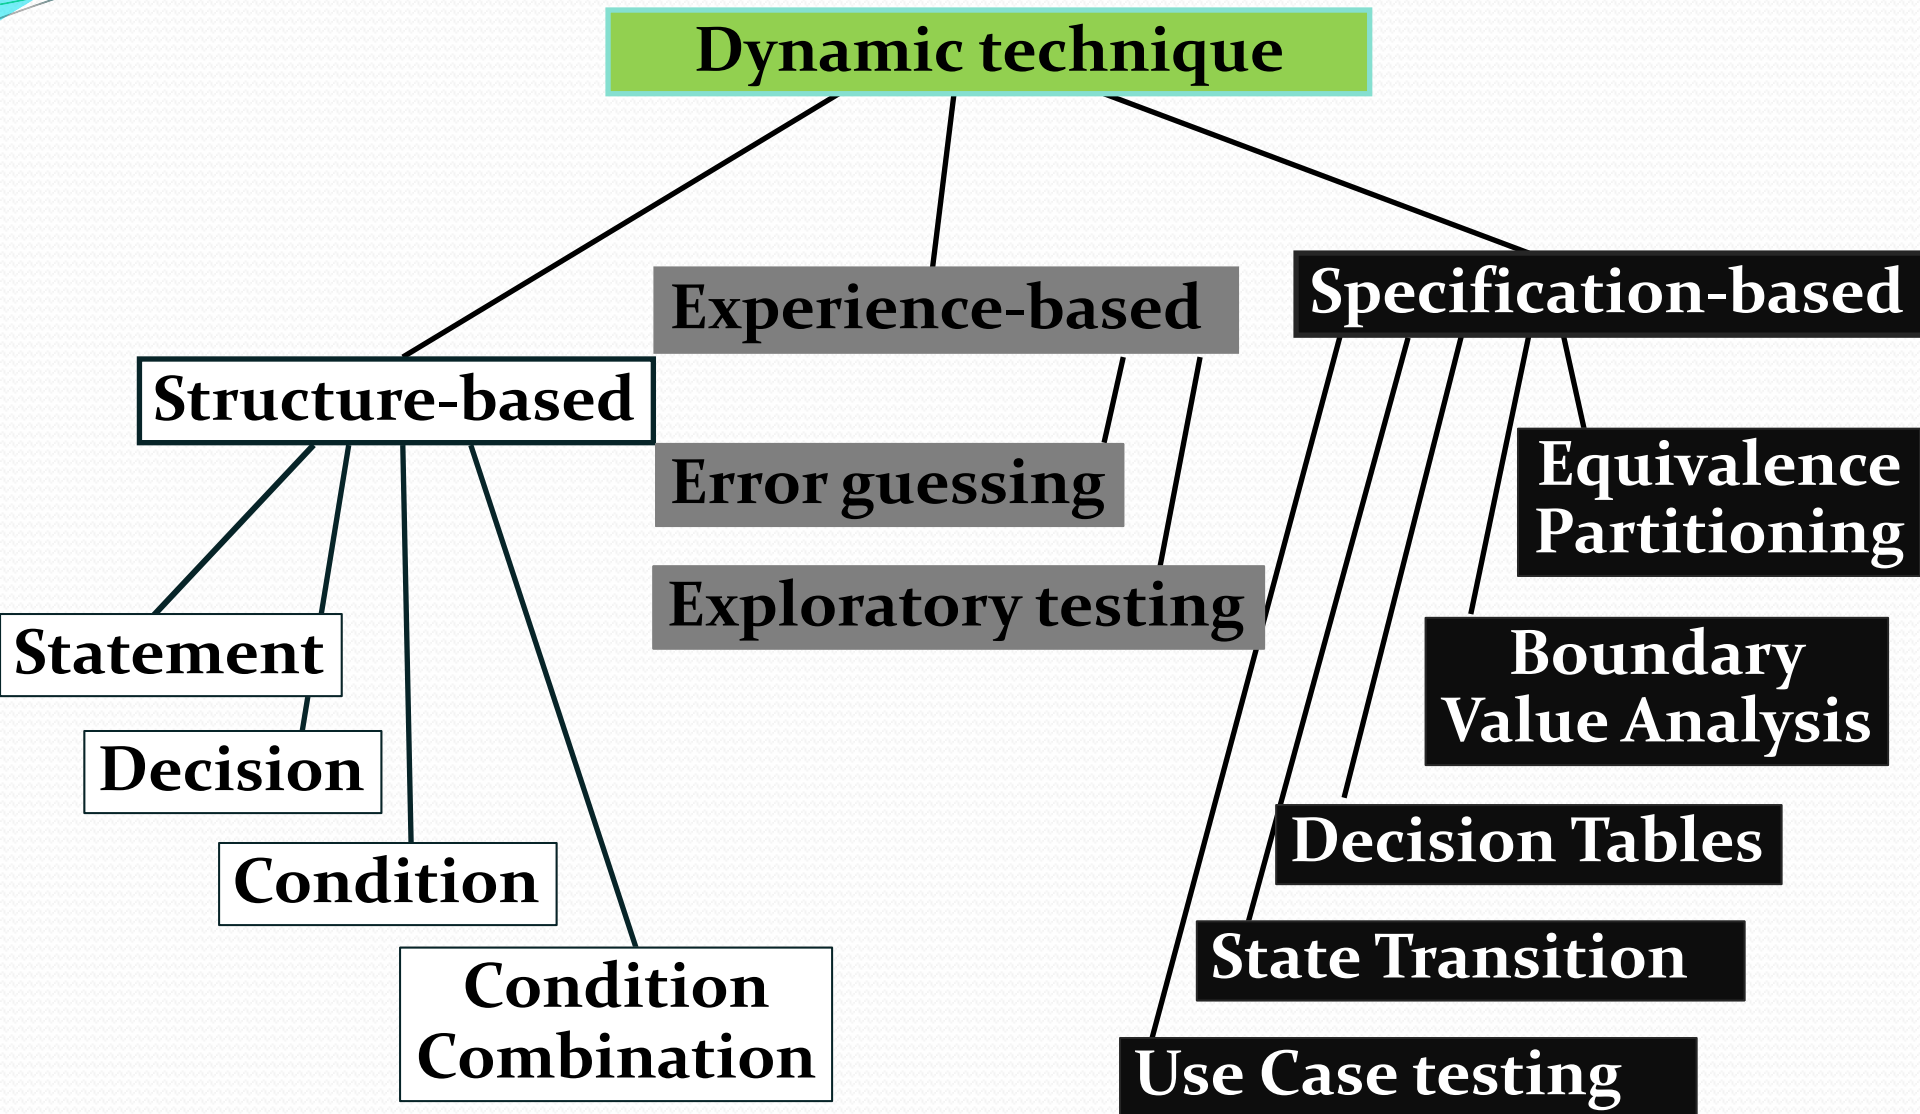 Dynamic technique
Experience-based
Specification-based
Structure-based
Error guessing
Equivalence
Partitioning
Exploratory testing
Statement
Boundary
Value Analysis
Decision
Decision Tables
Condition
State Transition
Condition
Combination
Use Case testing